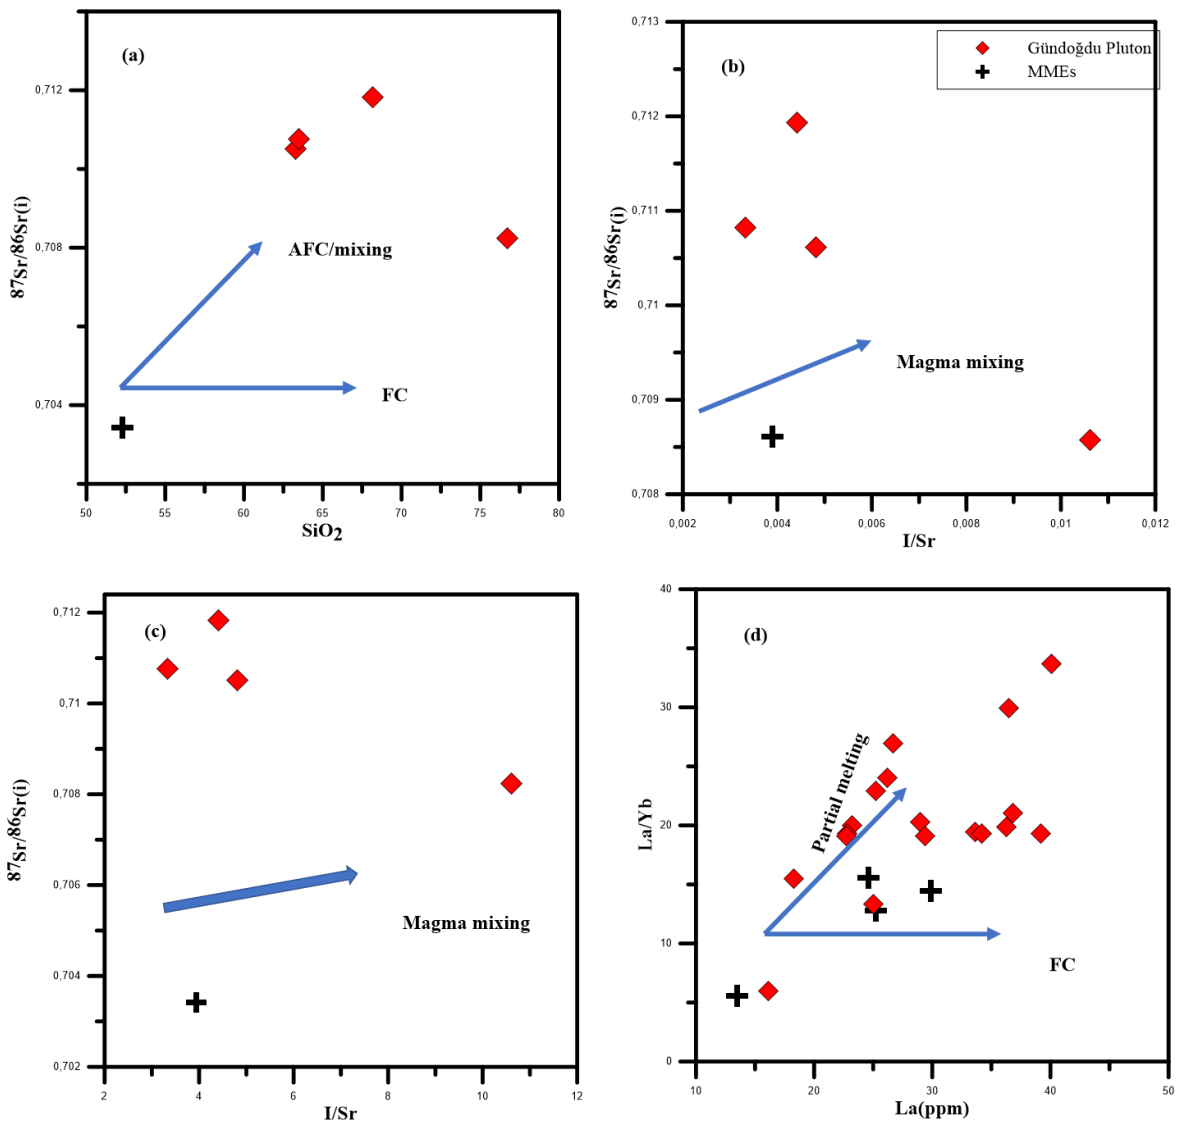 (a)
0,712
0,708
0,704
87Sr/86Sr(i)
AFC/mixing
FC
50 55 60 65 70 75 80
SiO2
(b)
Gündoğdu Pluton
MMEs
0,713
0,712
0,711
0,71
0,709
0,708
87Sr/86Sr(i)
Magma mixing
0,002 0,004 0,006 0,008 0,01 0,012
I/Sr
(c)
0,712
0,71
0,708
0,706
0,704
0,702
87Sr/86Sr(i)
Magma mixing
2 4 6 8 10 12
I/Sr
(d)
40
30
20
10
0
La/Yb
Partial melting
FC
10 20 30 40 50
La(ppm)